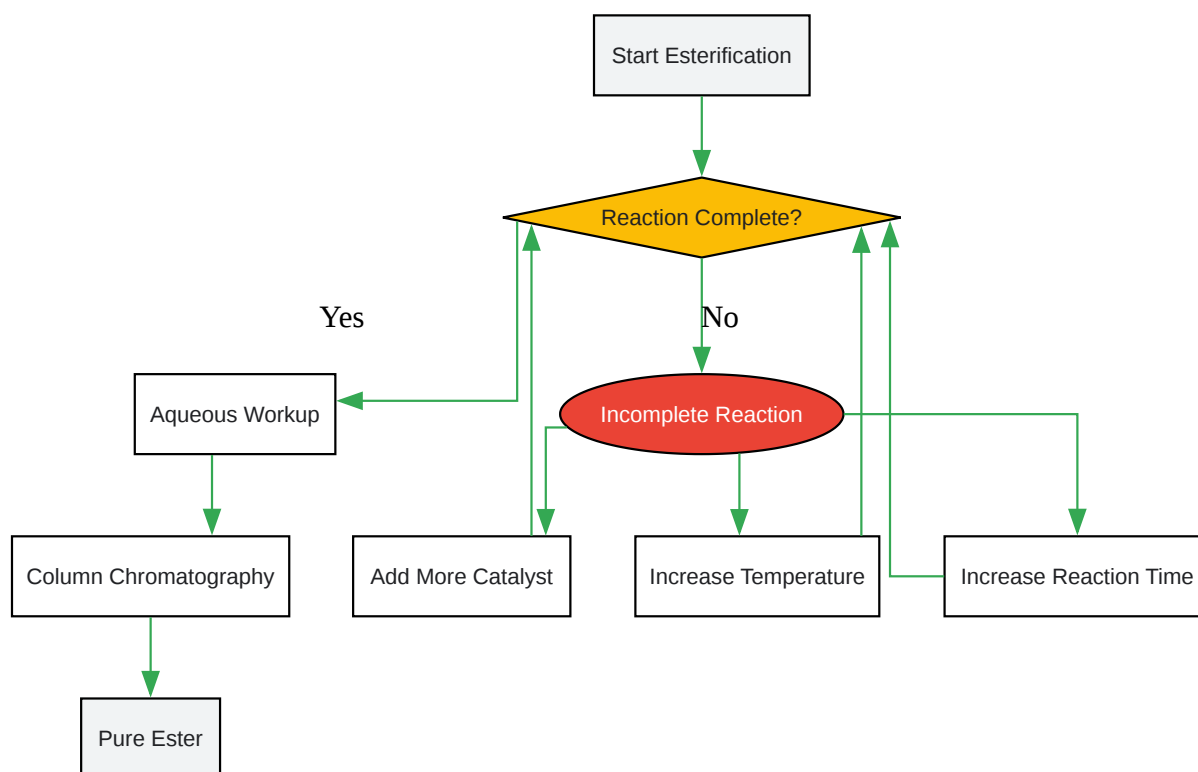 Start Esterification
Reaction Complete?
Yes
No
Aqueous Workup
Incomplete Reaction
Column Chromatography
Add More Catalyst
Increase Temperature
Increase Reaction Time
Pure Ester